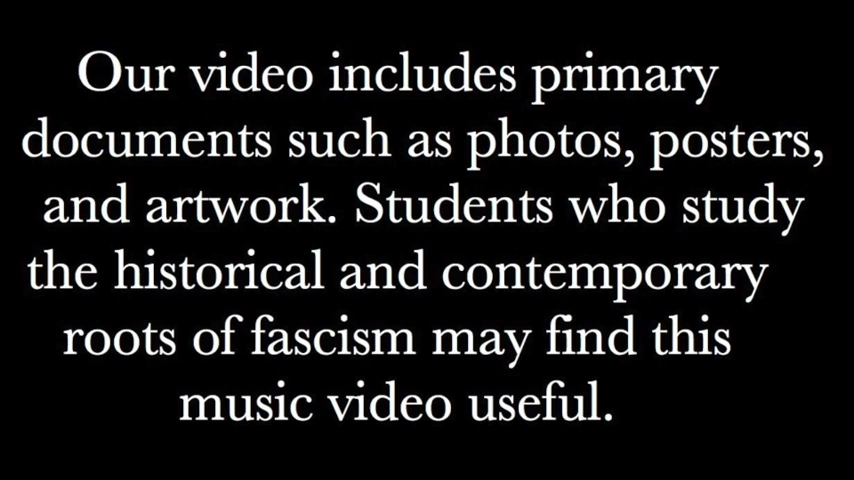 Our video includes primary
documents such as photos, posters,
and artwork. Students who study
the historical and contemporary
roots of fascism may find this
music video useful.